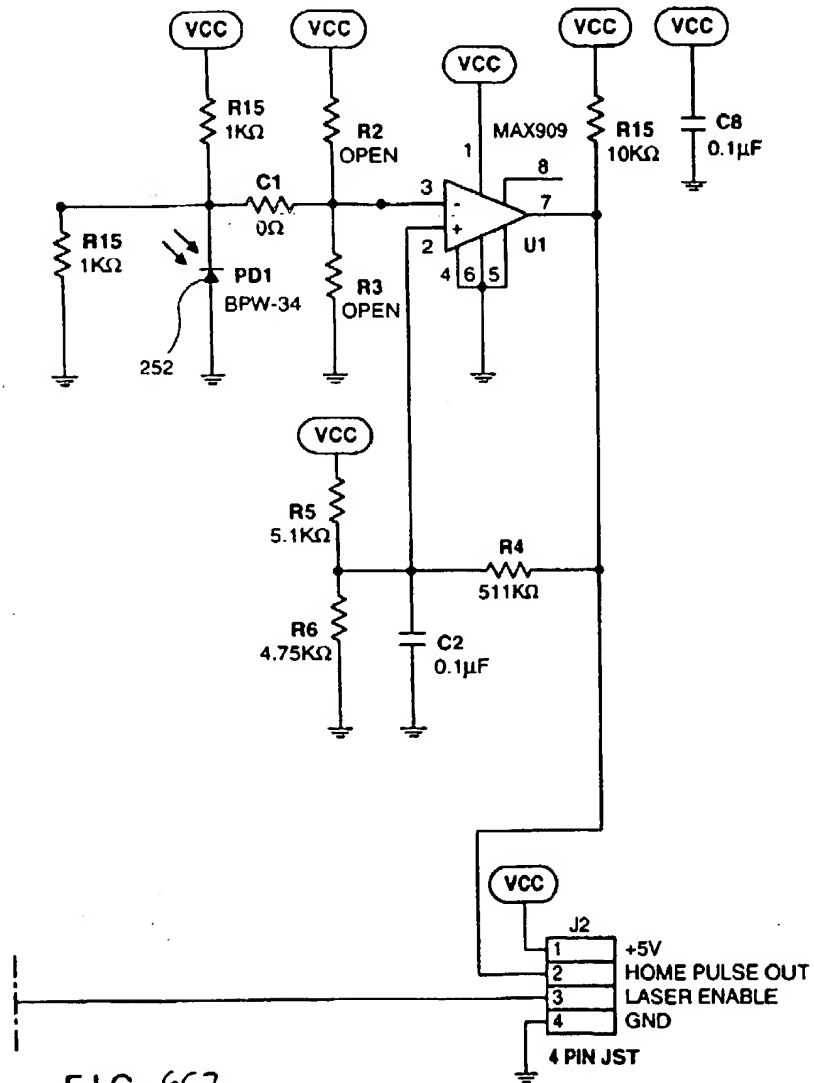 VCC
VCC
VCC
VCC
VCC
R15
1KΩ
R2
OPEN
1
MAX909
R15
10KΩ
C8
0.1µF
C1
0Ω
3
-
+
2
8
7
U1
4
6
5
R15
1KΩ
PD1
BPW-34
252
R3
OPEN
VCC
R5
5.1KΩ
R4
511KΩ
R6
4.75KΩ
C2
0.1µF
VCC
J2
1 +5V
2 HOME PULSE OUT
3 LASER ENABLE
4 GND
4 PIN JST
FIG. 667